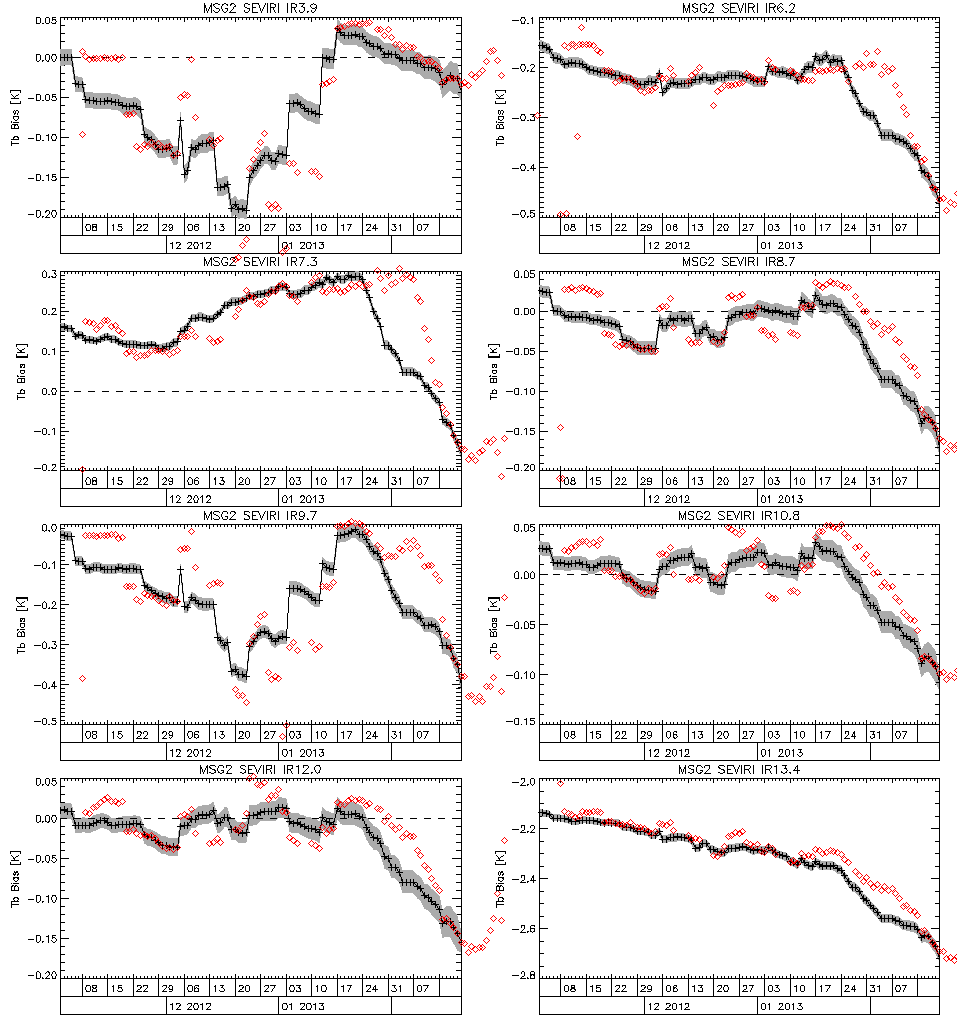 MSG2 SEVIRI IR3.9
Tb Bias [K]
0.05
0.00
−0.05
−0.10
−0.15
−0.20
08 15 22 29 06 13 20 27 03 10 17 24 31 07
12 2012 01 2013
MSG2 SEVIRI IR6.2
Tb Bias [K]
−0.1
−0.2
−0.3
−0.4
−0.5
08 15 22 29 06 13 20 27 03 10 17 24 31 07
12 2012 01 2013
MSG2 SEVIRI IR7.3
Tb Bias [K]
0.3
0.2
0.1
0.0
−0.1
−0.2
08 15 22 29 06 13 20 27 03 10 17 24 31 07
12 2012 01 2013
MSG2 SEVIRI IR8.7
Tb Bias [K]
0.05
0.00
−0.05
−0.10
−0.15
−0.20
08 15 22 29 06 13 20 27 03 10 17 24 31 07
12 2012 01 2013
MSG2 SEVIRI IR9.7
Tb Bias [K]
0.0
−0.1
−0.2
−0.3
−0.4
−0.5
08 15 22 29 06 13 20 27 03 10 17 24 31 07
12 2012 01 2013
MSG2 SEVIRI IR10.8
Tb Bias [K]
0.05
0.00
−0.05
−0.10
−0.15
08 15 22 29 06 13 20 27 03 10 17 24 31 07
12 2012 01 2013
MSG2 SEVIRI IR12.0
Tb Bias [K]
0.05
0.00
−0.05
−0.10
−0.15
−0.20
08 15 22 29 06 13 20 27 03 10 17 24 31 07
12 2012 01 2013
MSG2 SEVIRI IR13.4
Tb Bias [K]
−2.0
−2.2
−2.4
−2.6
−2.8
08 15 22 29 06 13 20 27 03 10 17 24 31 07
12 2012 01 2013